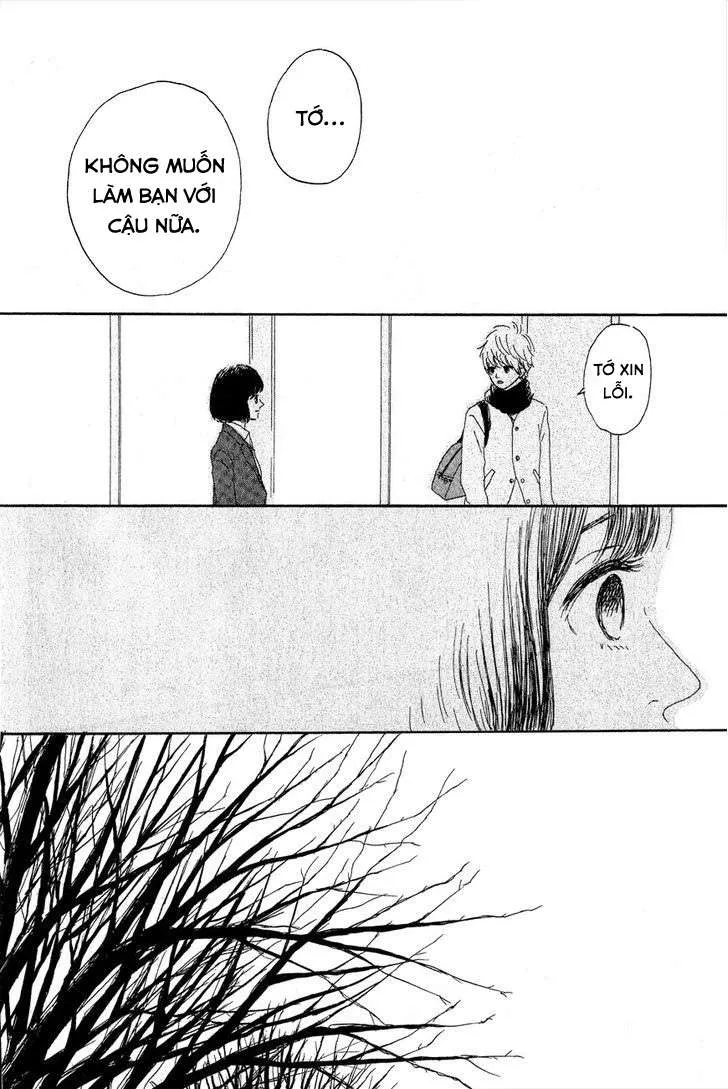 TỚ...
KHÔNG MUỐN
LÀM BẠN VỚI
CẬU NỮA.
TỚ XIN
LỖI.